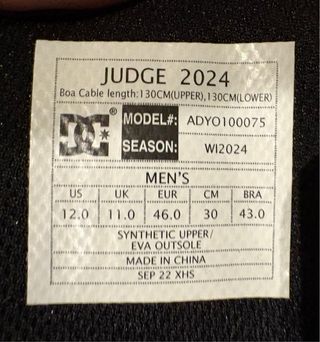 JUDGE 2024
Boa Cable length:130CM(UPPER),130CM(LOWER)
DC ® MODEL#: ADYO100075
SEASON: WI2024
MEN'S
US UK EUR CM BRA
12.0 11.0 46.0 30 43.0
SYNTHETIC UPPER/
EVA OUTSOLE
MADE IN CHINA
SEP 22 XHS